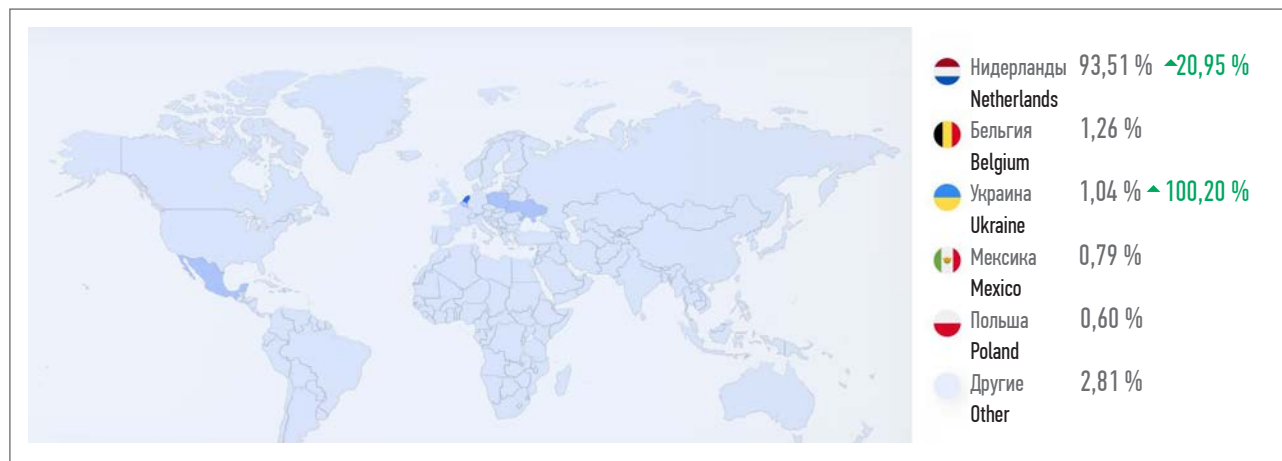 Нидерланды 93,51 % 20,95 %
Netherlands
Бельгия 1,26 %
Belgium
Украина 1,04 % 100,20 %
Ukraine
Мексика 0,79 %
Mexico
Польша 0,60 %
Poland
Другие 2,81 %
Other